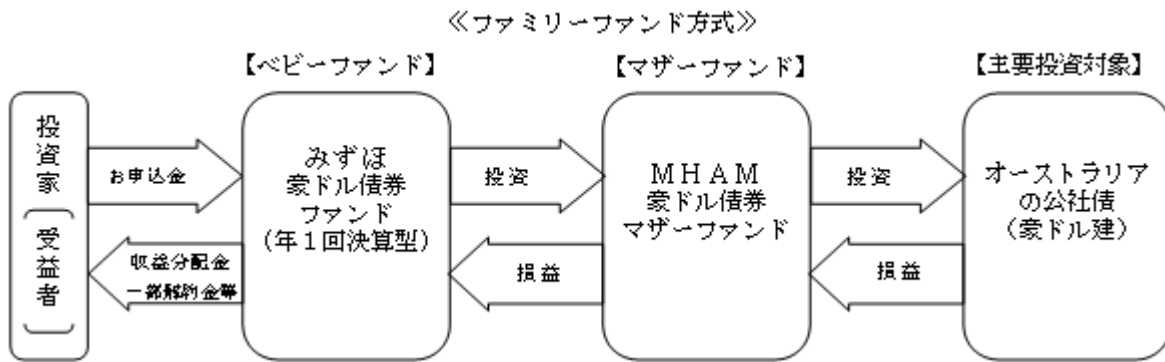 ≪ファミリーファンド方式≫
【ベビーファンド】
【マザーファンド】
【主要投資対象】
投資家
(受益者)
お申込金
収益分配金
一部解約金等
みずほ
豪ドル債券
ファンド
(年1回決算型)
投資
損益
MHAM
豪ドル債券
マザーファンド
投資
損益
オーストラリア
の公社債
(豪ドル建)